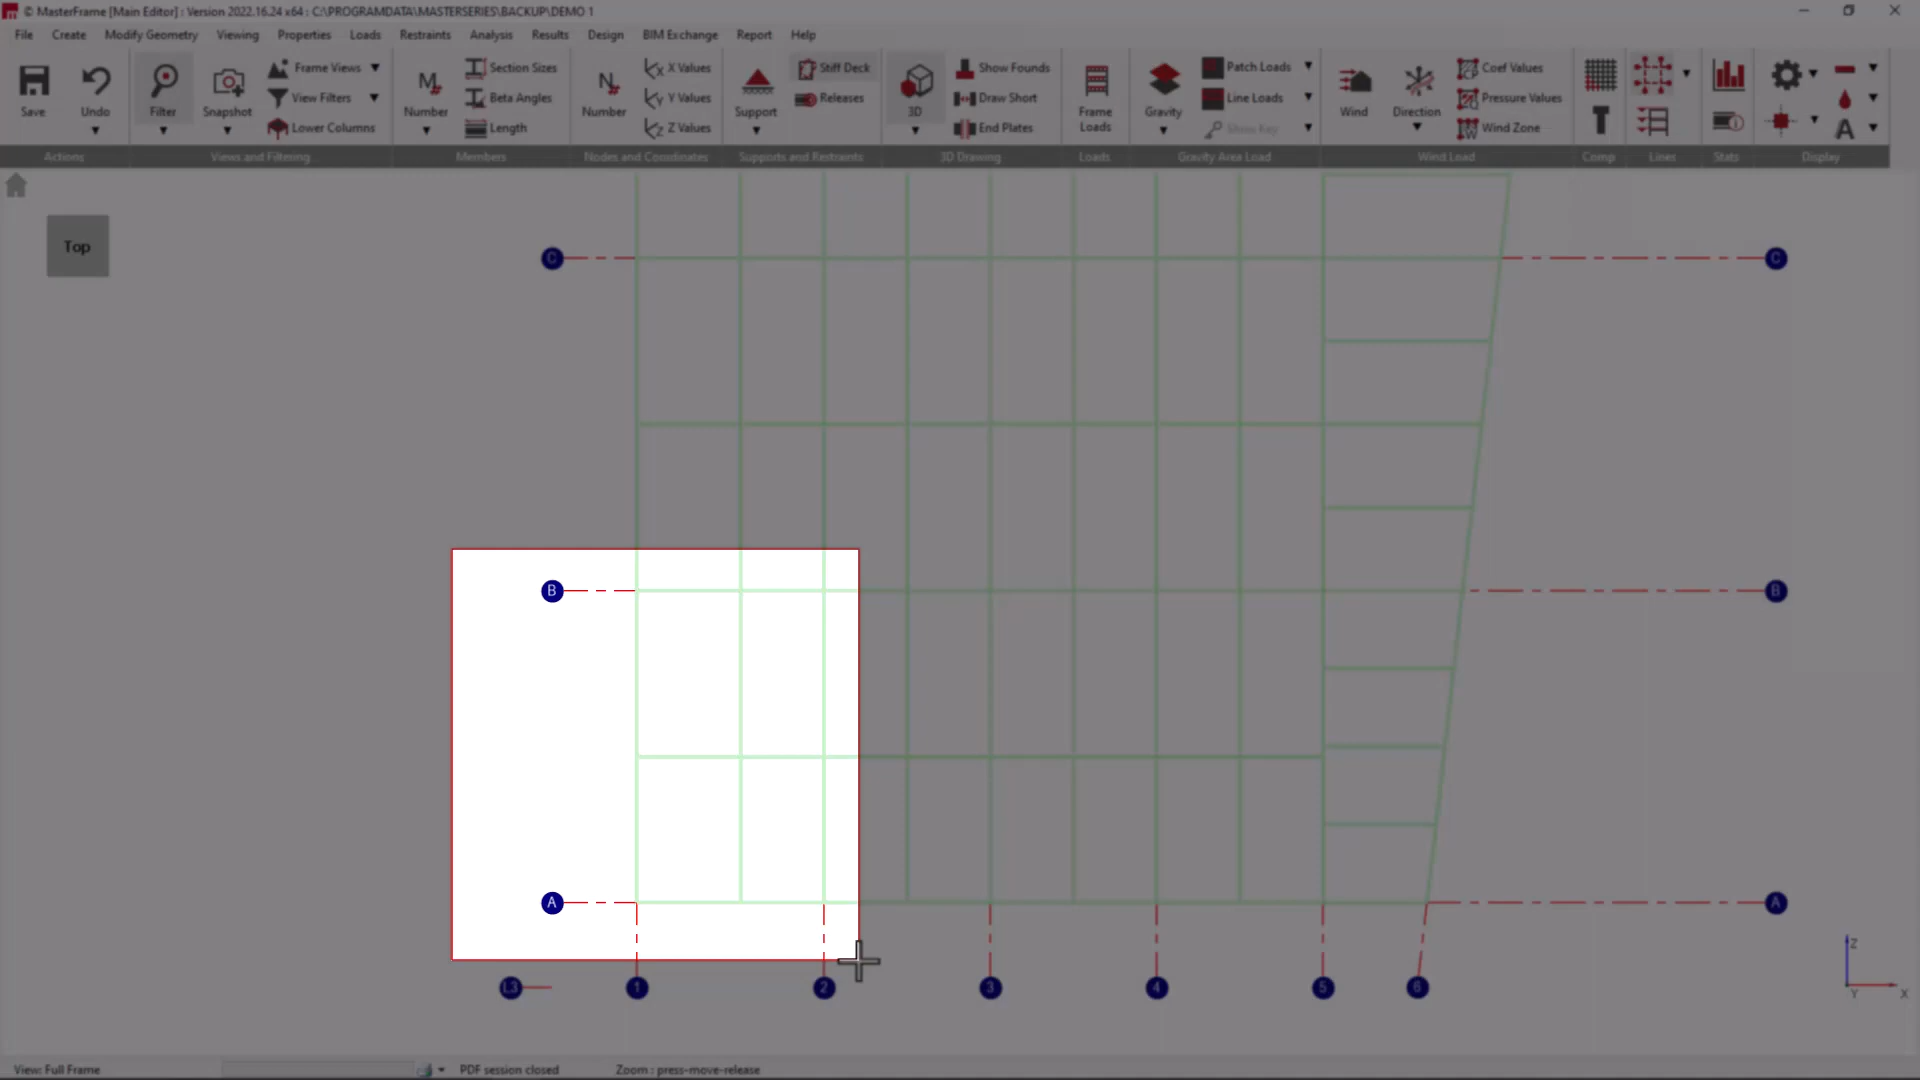 © MasterFrame [Main Editor] : Version 2022.16.24 x64 : C:\PROGRAMDATA\MASTERSERIES\BACKUP\DEMO 1
File Create Modify Geometry Viewing Properties Loads Restraints Analysis Results Design BIM Exchange Report Help
Frame Views Section Sizes X Values Stiff Deck Show Founds Patch Loads Coef Values
View Filters Beta Angles Y Values Releases Draw Short Line Loads Pressure Values
Save Undo Filter Snapshot Number Number Support 3D Frame Loads Gravity Wind Direction
Lower Columns Length Z Values End Plates Show Key Wind Zone
Actions Views and Filtering Members Nodes and Coordinates Supports and Restraints 3D Drawing Loads Gravity Area Load Wind Load Comp Lines Stats Display
Top
C C
B B
A A
Z
L3 1 2 3 4 5 6
Y X
View: Full Frame PDF session closed Zoom : press-move-release